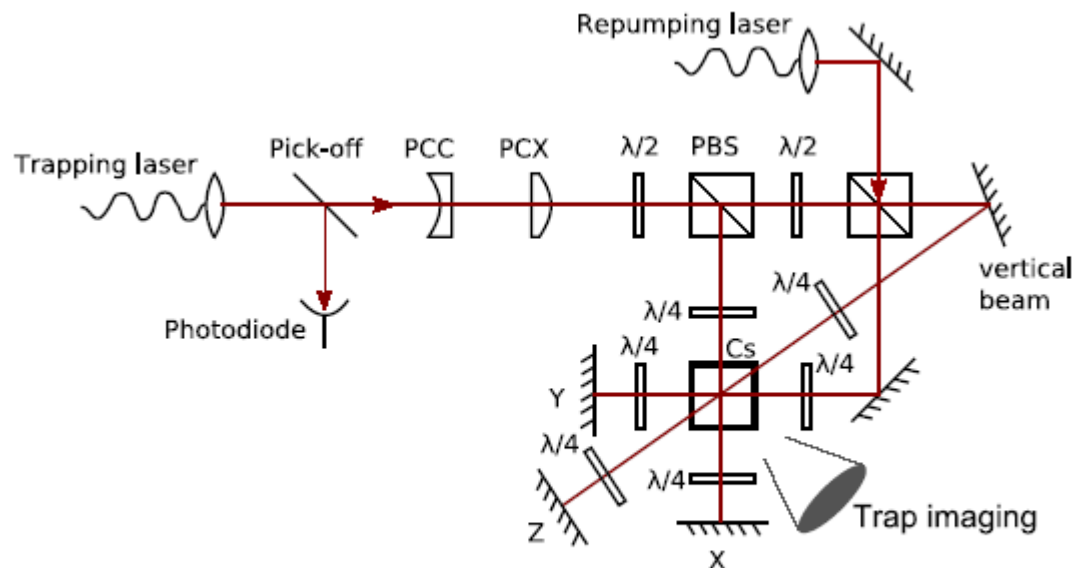 Repumping laser
Trapping laser
Pick-off
PCC
PCX
λ/2
PBS
λ/2
vertical
beam
Photodiode
λ/4
λ/4
λ/4
Cs
λ/4
Y
λ/4
λ/4
Z
X
Trap imaging